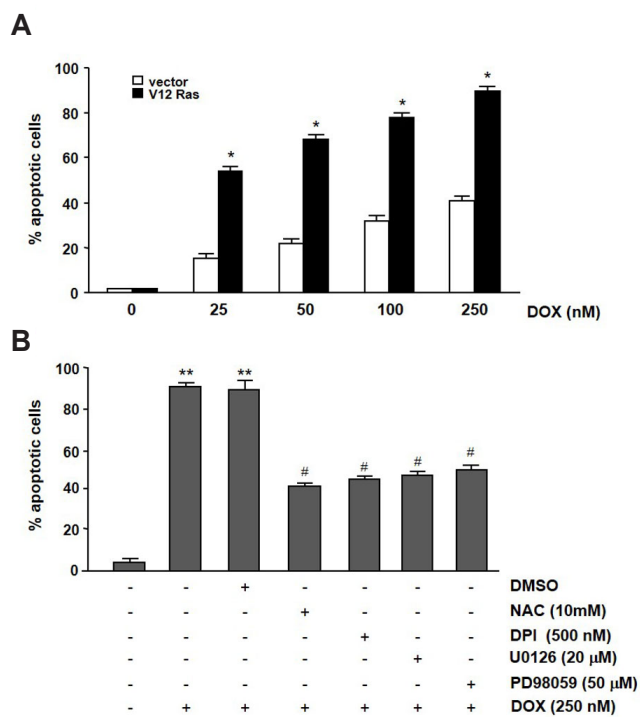 A
% apoptotic cells
100
80
60
40
20
0
vector
V12 Ras
* * * *
0 25 50 100 250 DOX (nM)
B
% apoptotic cells
100
80
60
40
20
0
** ** # # # #
- - + - - - - DMSO
- - - + - - - NAC (10mM)
- - - - + - - DPI (500 nM)
- - - - - + - U0126 (20 μM)
- - - - - - + PD98059 (50 μM)
- + + + + + + DOX (250 nM)